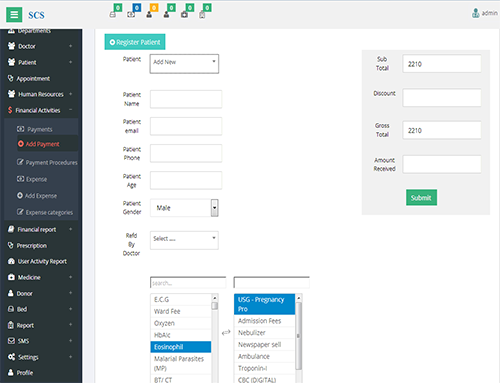 SCS
0 0 0 0 0
admin
Departments
Doctor +
Patient +
Appointment
Human Resources +
Financial Activities −
Payments
Add Payment
Payment Procedures
Expense
Add Expense
Expense categories
Financial report +
Prescription
User Activity Report
Medicine +
Donor +
Bed +
Report +
SMS +
Settings +
Profile
Register Patient
Patient
Add New
Patient
Name
Patient
email
Patient
Phone
Patient
Age
Patient
Gender
Male
Refd
By
Doctor
Select .....
search...
E.C.G
Ward Fee
Oxyzen
HbAIc
Eosinophil
Malarial Parasites
(MP)
BT/ CT
USG - Pregnancy
Pro
Admission Fees
Nebulizer
Newspaper sell
Ambulance
Troponin-I
CBC (DIGITAL)
Sub
Total
2210
Discount
Gross
Total
2210
Amount
Received
Submit